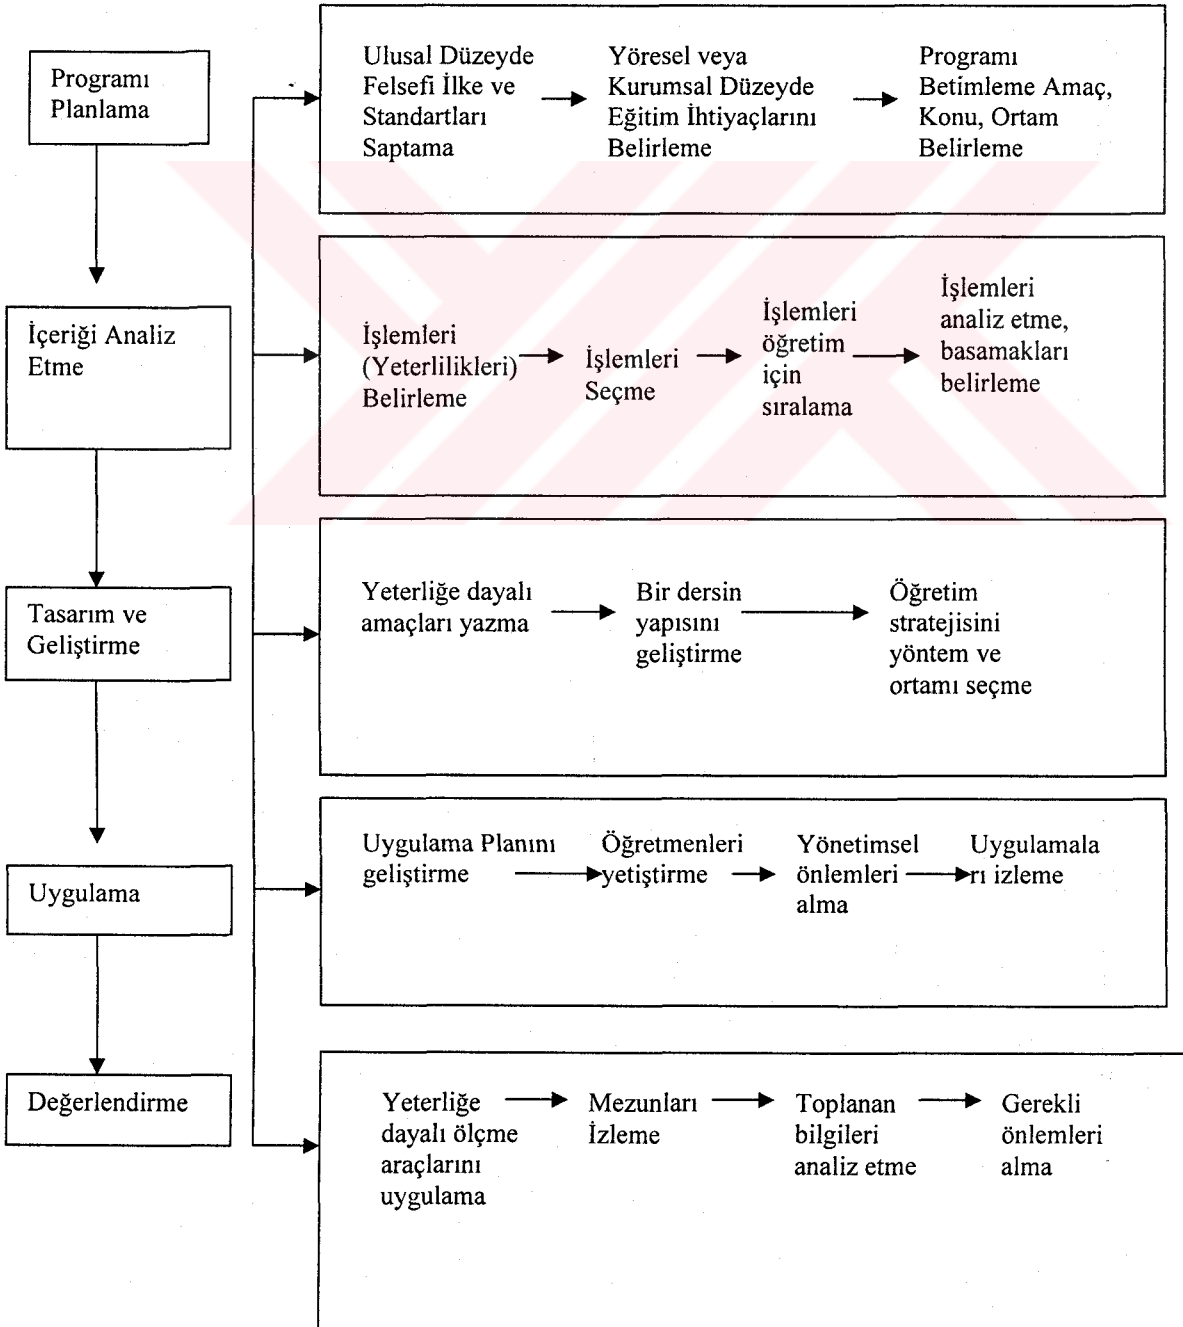 Programı
Planlama
Ulusal Düzeyde
Felsefi İlke ve
Standartları
Saptama
Yöresel veya
Kurumsal Düzeyde
Eğitim İhtiyaçlarını
Belirleme
Programı
Betimleme Amaç,
Konu, Ortam
Belirleme
İçeriği Analiz
Etme
İşlemleri
(Yeterlilikleri)
Belirleme
İşlemleri
Seçme
İşlemleri
öğretim
için
sıralama
İşlemleri
analiz etme,
basamakları
belirleme
Tasarım ve
Geliştirme
Yeterliğe dayalı
amaçları yazma
Bir dersin
yapısını
geliştirme
Öğretim
stratejisini
yöntem ve
ortamı seçme
Uygulama
Uygulama Planını
geliştirme
Öğretmenleri
yetiştirme
Yönetimsel
önlemleri
alma
Uygulamala
rı izleme
Değerlendirme
Yeterliğe
dayalı ölçme
araçlarını
uygulama
Mezunları
İzleme
Toplanan
bilgileri
analiz etme
Gerekli
önlemleri
alma